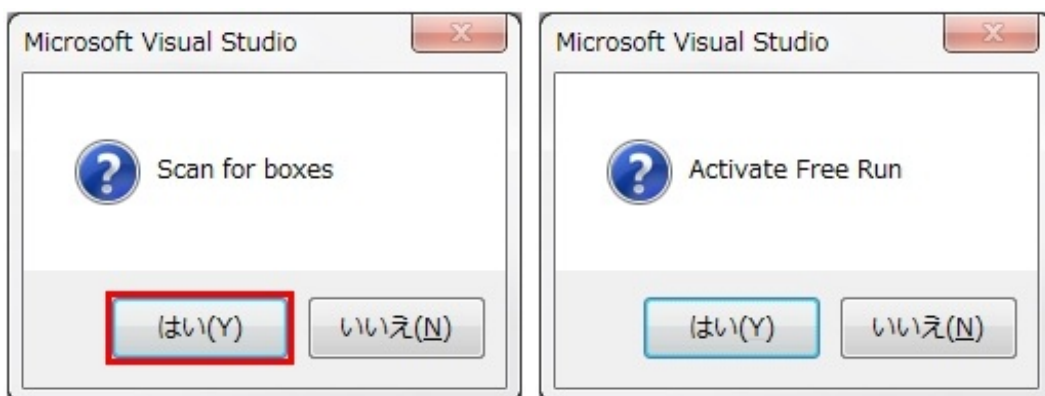 Microsoft Visual Studio
Scan for boxes
はい(Y)
いいえ(N)
Microsoft Visual Studio
Activate Free Run
はい(Y)
いいえ(N)